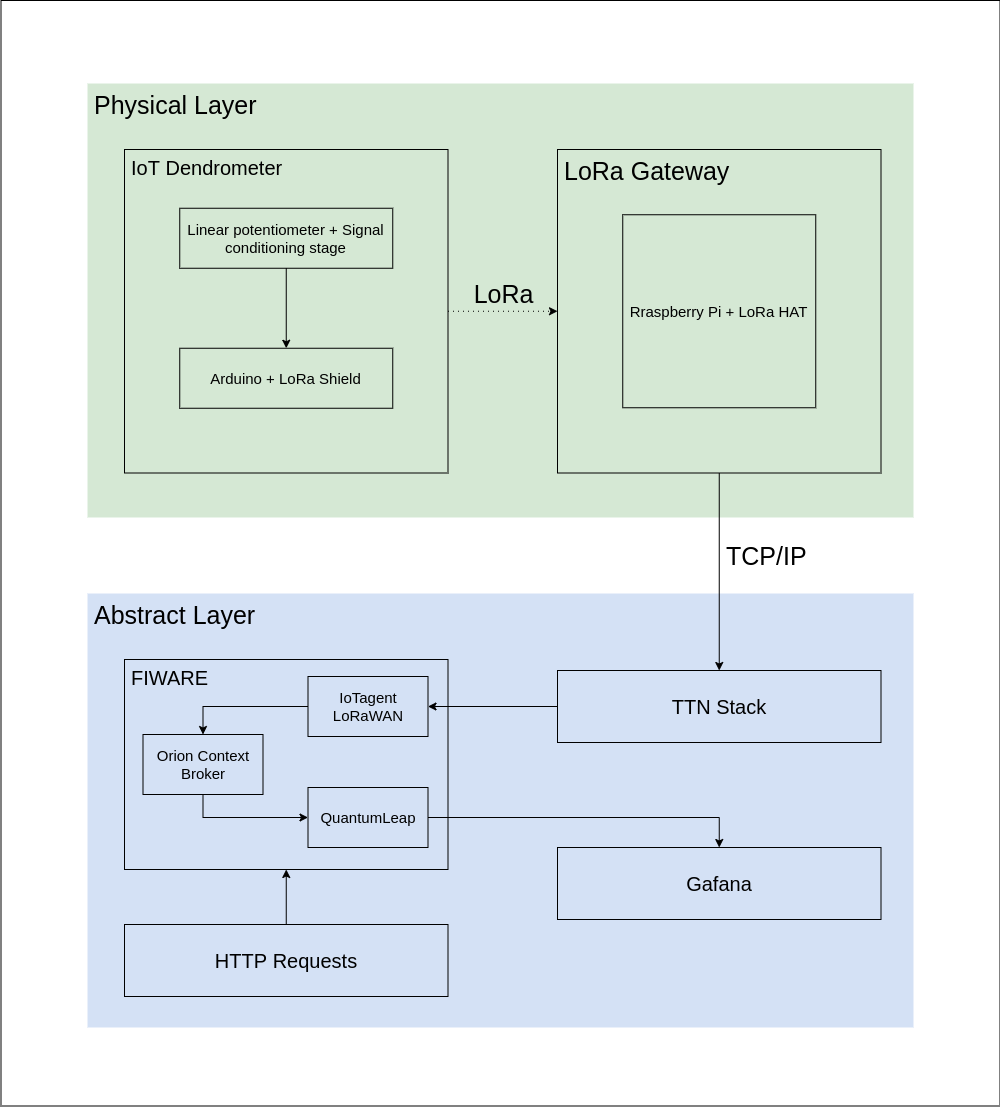 Physical Layer
IoT Dendrometer
Linear potentiometer + Signal
conditioning stage
Arduino + LoRa Shield
LoRa
LoRa Gateway
Rraspberry Pi + LoRa HAT
TCP/IP
Abstract Layer
FIWARE
IoTagent
LoRaWAN
Orion Context
Broker
QuantumLeap
TTN Stack
Gafana
HTTP Requests